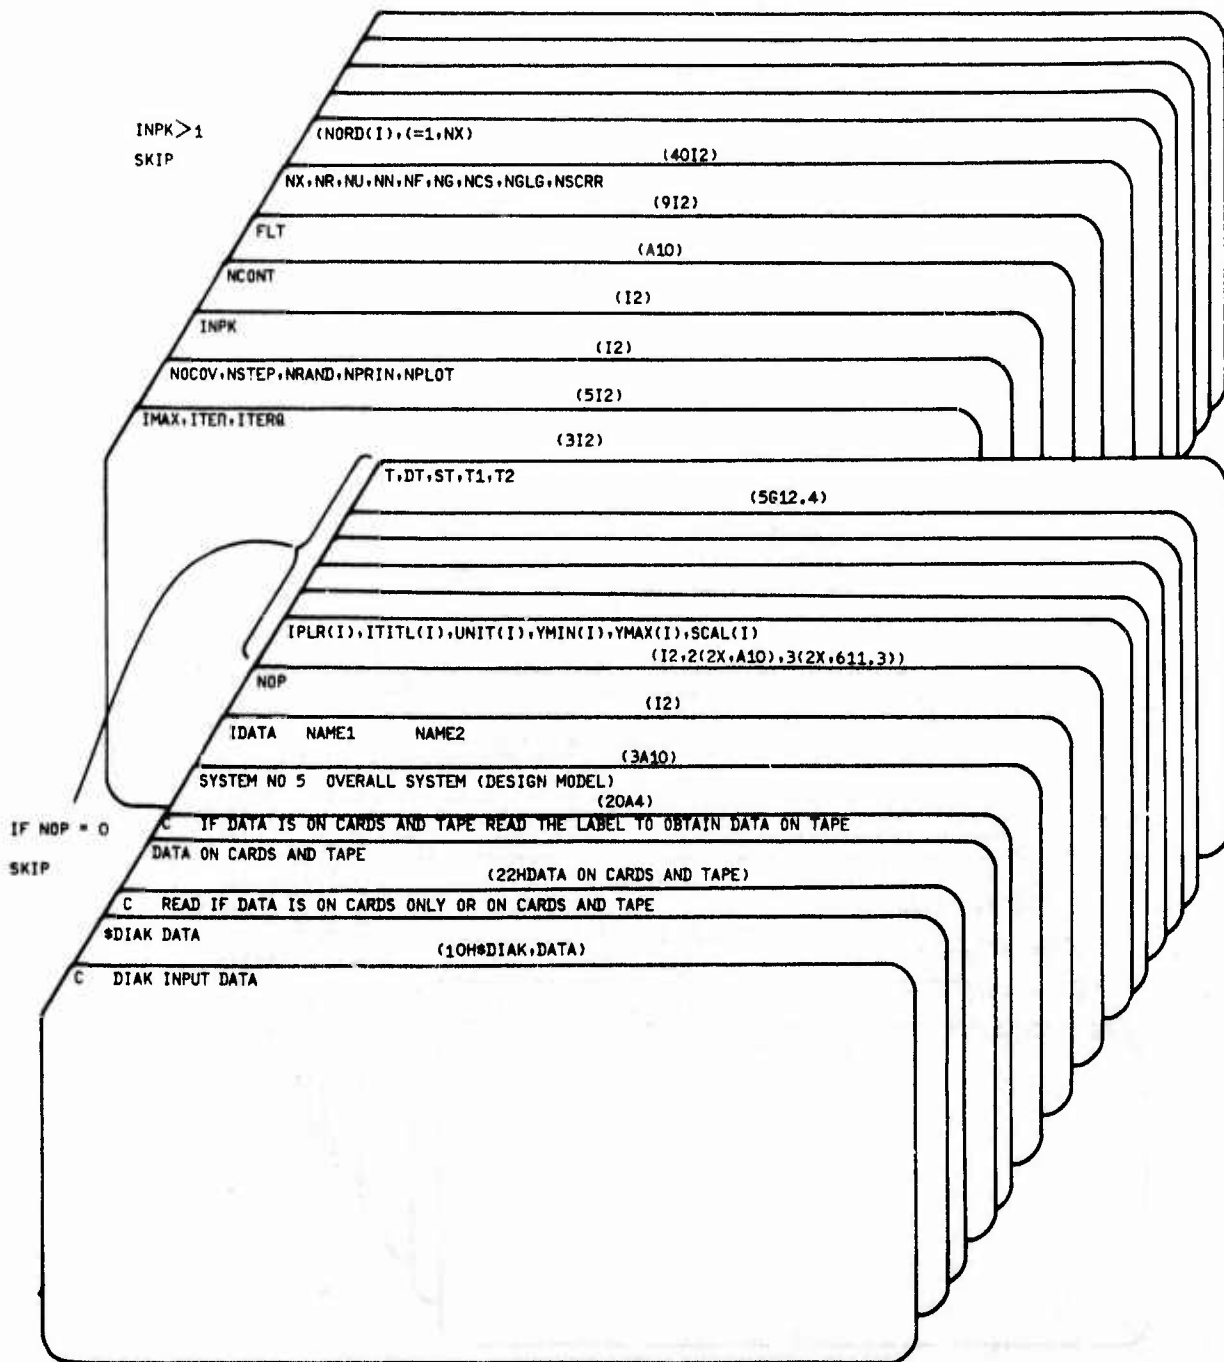 INPK>1
SKIP
(NORD(I),(=1,NX)
(40I2)
NX,NR,NU,NN,NF,NG,NCS,NGLG,NSCRR
(9I2)
FLT
(A10)
NCONT
(I2)
INPK
(I2)
NOCOV,NSTEP,NRAND,NPRIN,NPLOT
(5I2)
IMAX,ITER,ITERQ
(3I2)
T,DT,ST,T1,T2
(5G12.4)
IPLR(I),ITITL(I),UNIT(I),YMIN(I),YMAX(I),SCAL(I)
(I2,2(2X,A10),3(2X,611.3))
NOP
(I2)
IDATA NAME1 NAME2
(3A10)
SYSTEM NO 5 OVERALL SYSTEM (DESIGN MODEL)
(20A4)
IF NOP = 0
SKIP
C IF DATA IS ON CARDS AND TAPE READ THE LABEL TO OBTAIN DATA ON TAPE
DATA ON CARDS AND TAPE
(22HDATA ON CARDS AND TAPE)
C READ IF DATA IS ON CARDS ONLY OR ON CARDS AND TAPE
$DIAK DATA
(10H$DIAK,DATA)
C DIAK INPUT DATA